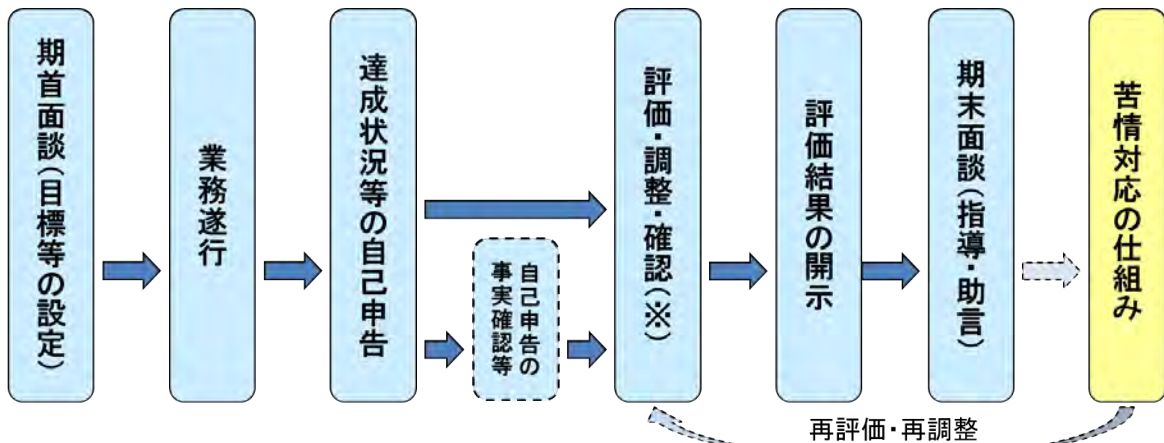 期首面談(目標等の設定)
業務遂行
達成状況等の自己申告
自己申告の
事実確認等
評価・調整・確認(※)
評価結果の開示
期末面談(指導・助言)
苦情対応の仕組み
再評価・再調整